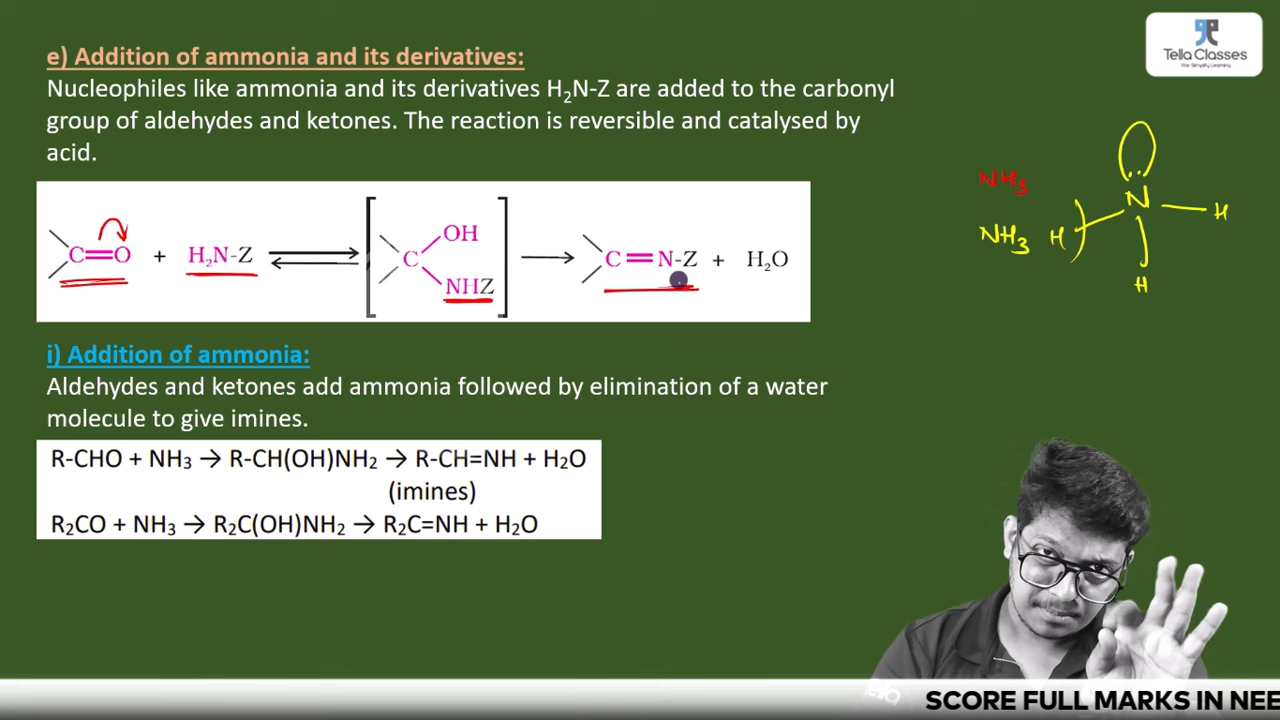 e) Addition of ammonia and its derivatives:
Nucleophiles like ammonia and its derivatives H₂N-Z are added to the carbonyl
group of aldehydes and ketones. The reaction is reversible and catalysed by
acid.
C=O + H₂N-Z ⇌ [ C OH NHZ ] → C=N-Z + H₂O
i) Addition of ammonia:
Aldehydes and ketones add ammonia followed by elimination of a water
molecule to give imines.
R-CHO + NH₃ → R-CH(OH)NH₂ → R-CH=NH + H₂O
(imines)
R₂CO + NH₃ → R₂C(OH)NH₂ → R₂C=NH + H₂O
Tella Classes
We Simplify Learning
NH₃
NH₃ H N H
H
SCORE FULL MARKS IN NEE